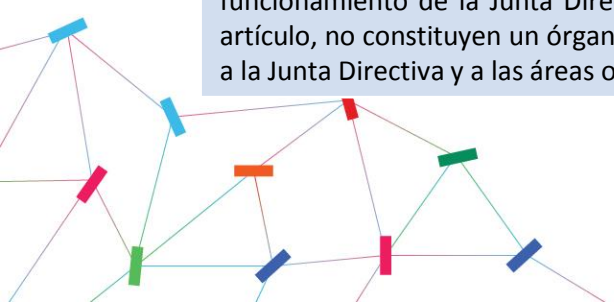 funcionamiento de la Junta Dire
artículo, no constituyen un órgan
a la Junta Directiva y a las áreas o